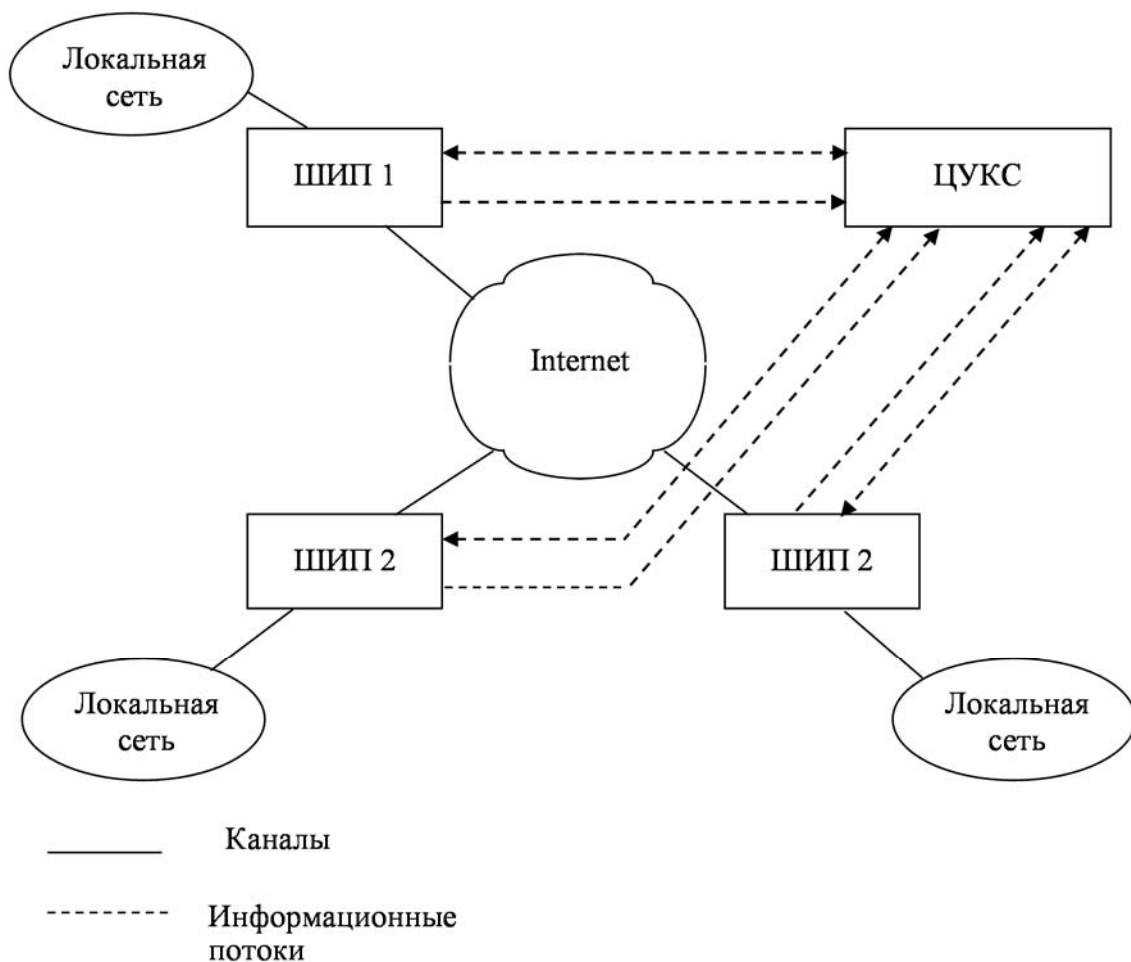 Локальная
сеть
ШИП 1
ЦУКС
Internet
ШИП 2
ШИП 2
Локальная
сеть
Локальная
сеть
Каналы
Информационные
потоки